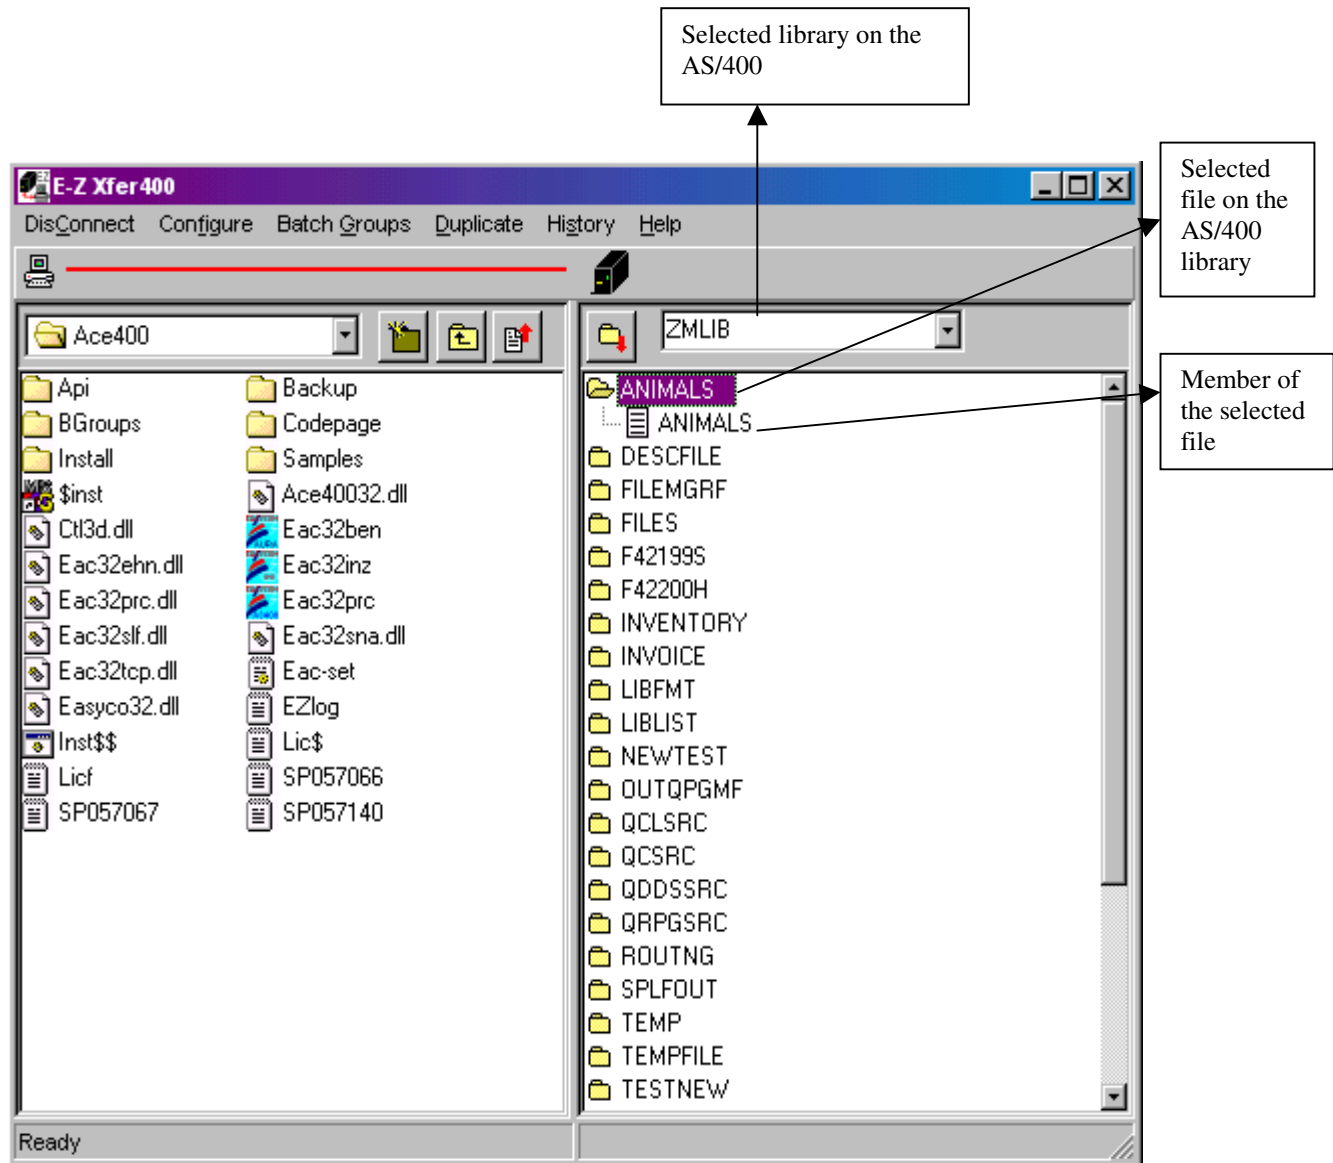 Selected library on the
AS/400
Selected
file on the
AS/400
library
Member of
the selected
file
E-Z Xfer400
DisConnect Configure Batch Groups Duplicate History Help
Ace400
ZMLIB
Api Backup
BGroups Codepage
Install Samples
$inst Ace40032.dll
Ctl3d.dll Eac32ben
Eac32ehn.dll Eac32inz
Eac32prc.dll Eac32prc
Eac32slf.dll Eac32sna.dll
Eac32tcp.dll Eac-set
Easyco32.dll EZlog
Inst$$ Lic$
Licf SP057066
SP057067 SP057140
ANIMALS
ANIMALS
DESCFILE
FILEMGRF
FILES
F42199S
F42200H
INVENTORY
INVOICE
LIBFMT
LIBLIST
NEWTEST
OUTQPGMF
QCLSRC
QCSRC
QDDSSRC
QRPGSRC
ROUTNG
SPLFOUT
TEMP
TEMPFILE
TESTNEW
Ready